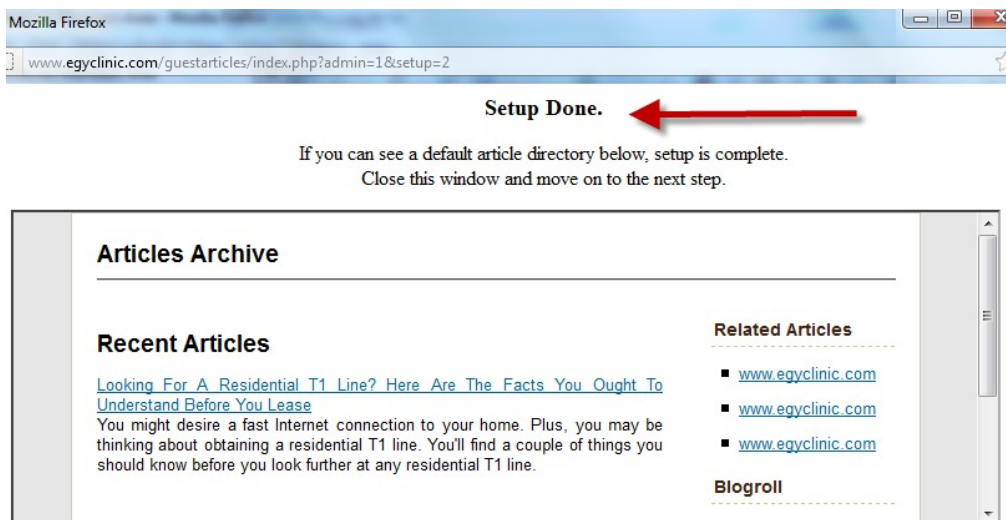 Mozilla Firefox
www.egyclinic.com/guestarticles/index.php?admin=1&setup=2
Setup Done.
If you can see a default article directory below, setup is complete.
Close this window and move on to the next step.
Articles Archive
Recent Articles
Looking For A Residential T1 Line? Here Are The Facts You Ought To
Understand Before You Lease
You might desire a fast Internet connection to your home. Plus, you may be
thinking about obtaining a residential T1 line. You'll find a couple of things you
should know before you look further at any residential T1 line.
Related Articles
www.egyclinic.com
www.egyclinic.com
www.egyclinic.com
Blogroll